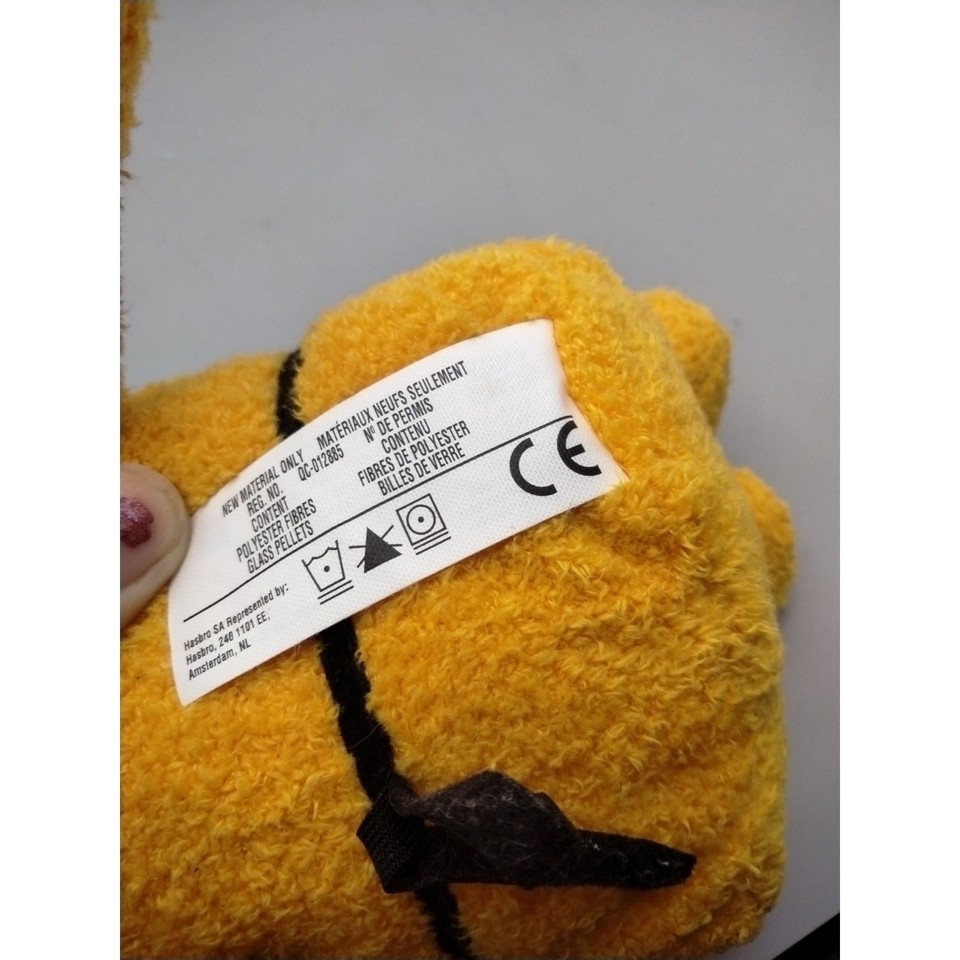 NEW MATERIAL ONLY MATÉRIAUX NEUFS SEULEMENT
REG. NO. QC-012885 Nº DE PERMIS
CONTENT CONTENU
POLYESTER FIBRES FIBRES DE POLYESTER
GLASS PELLETS BILLES DE VERRE
CE
Hasbro SA Represented by:
Hasbro, 248 1101 EE,
Amsterdam, NL